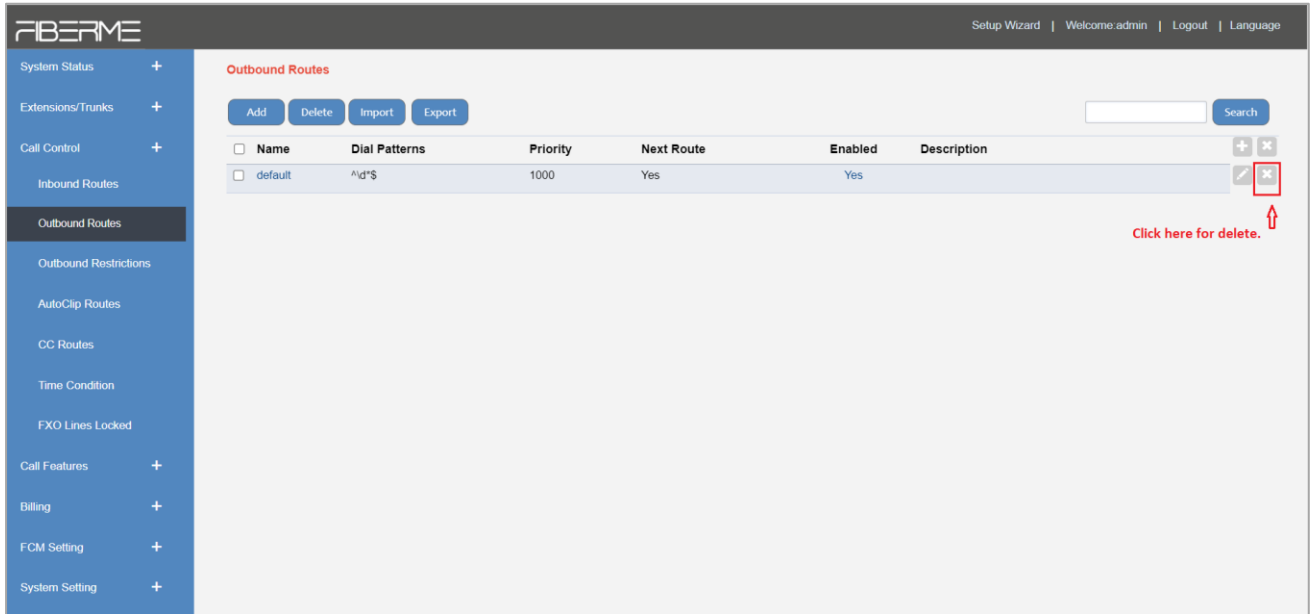 FIBERME
Setup Wizard | Welcome:admin | Logout | Language
System Status +
Extensions/Trunks +
Call Control +
Inbound Routes
Outbound Routes
Outbound Restrictions
AutoClip Routes
CC Routes
Time Condition
FXO Lines Locked
Call Features +
Billing +
FCM Setting +
System Setting +
Outbound Routes
Add Delete Import Export Search
Name Dial Patterns Priority Next Route Enabled Description
default ^\d*$ 1000 Yes Yes
Click here for delete.